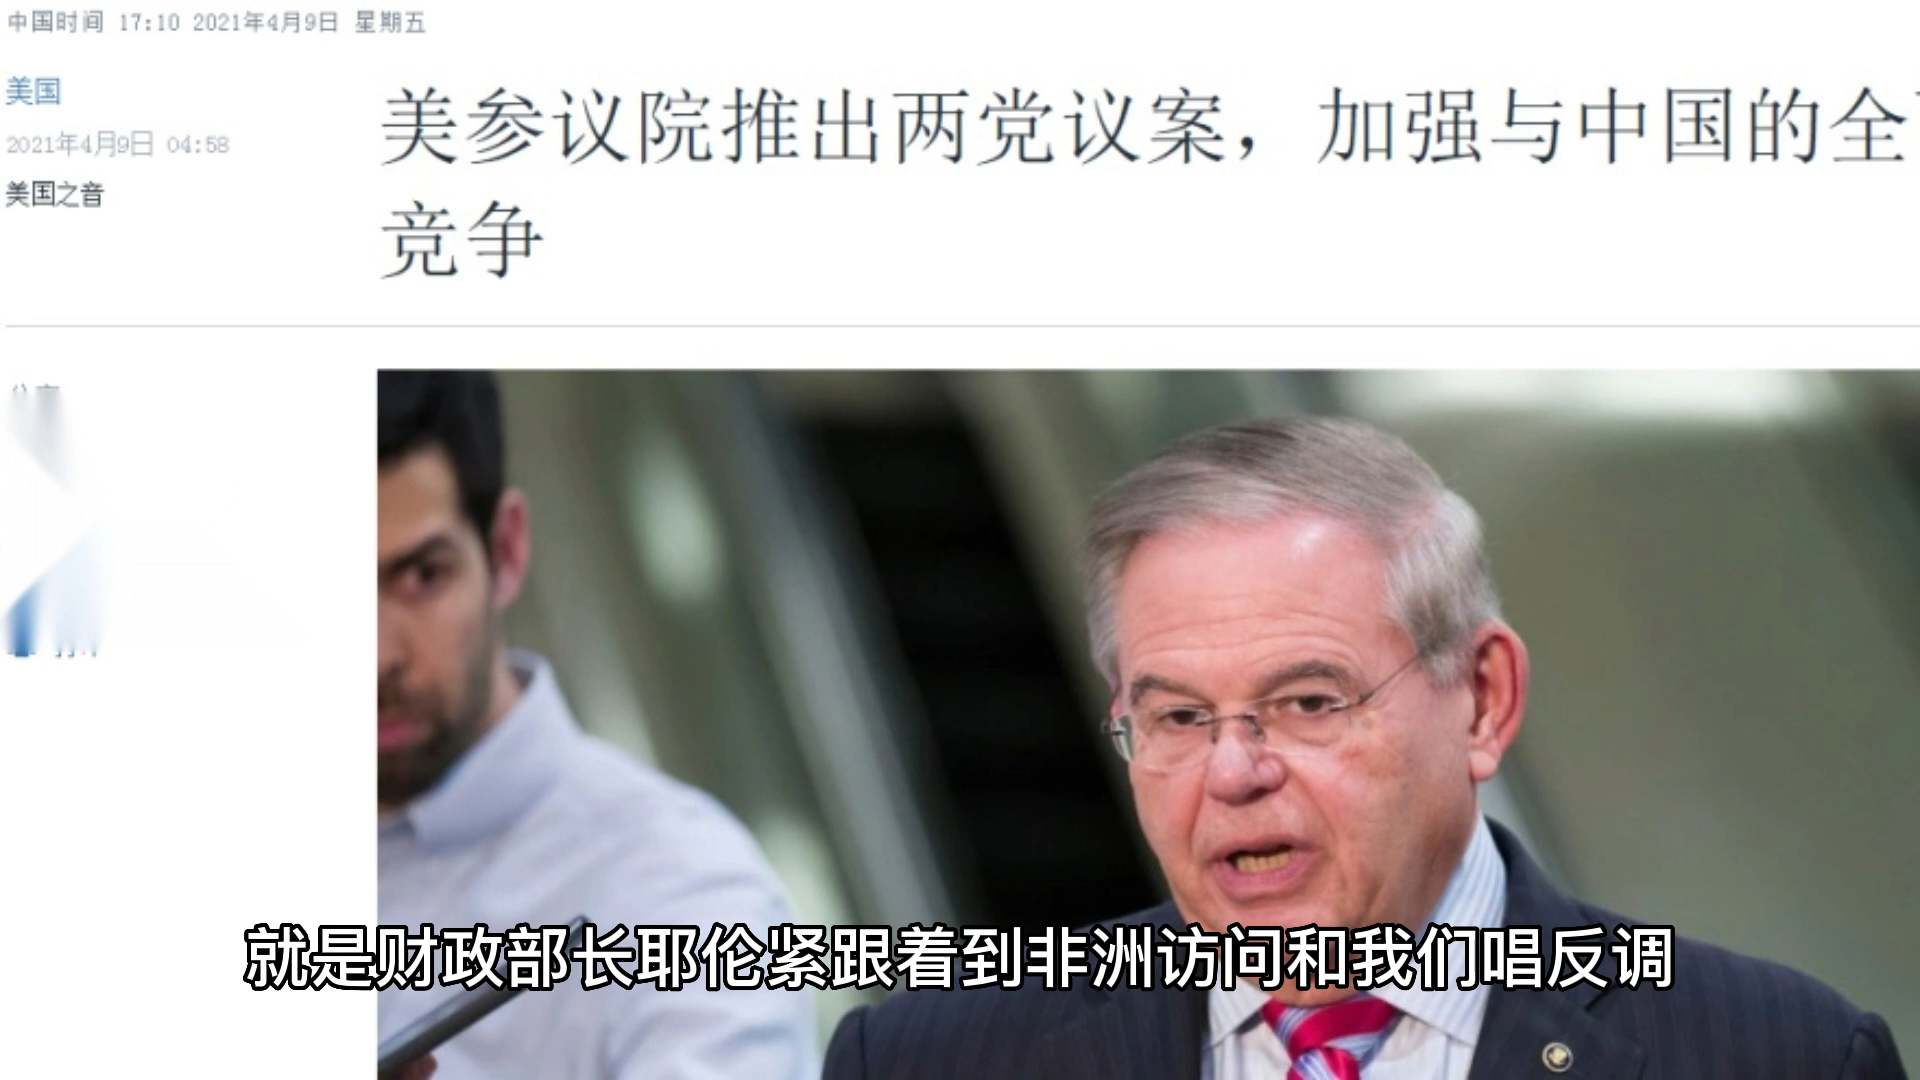 中国时间 17:10 2021年4月9日 星期五
美国
2021年4月9日 04:58
美国之音
美参议院推出两党议案，加强与中国的全
竞争
就是财政部长耶伦紧跟着到非洲访问和我们唱反调